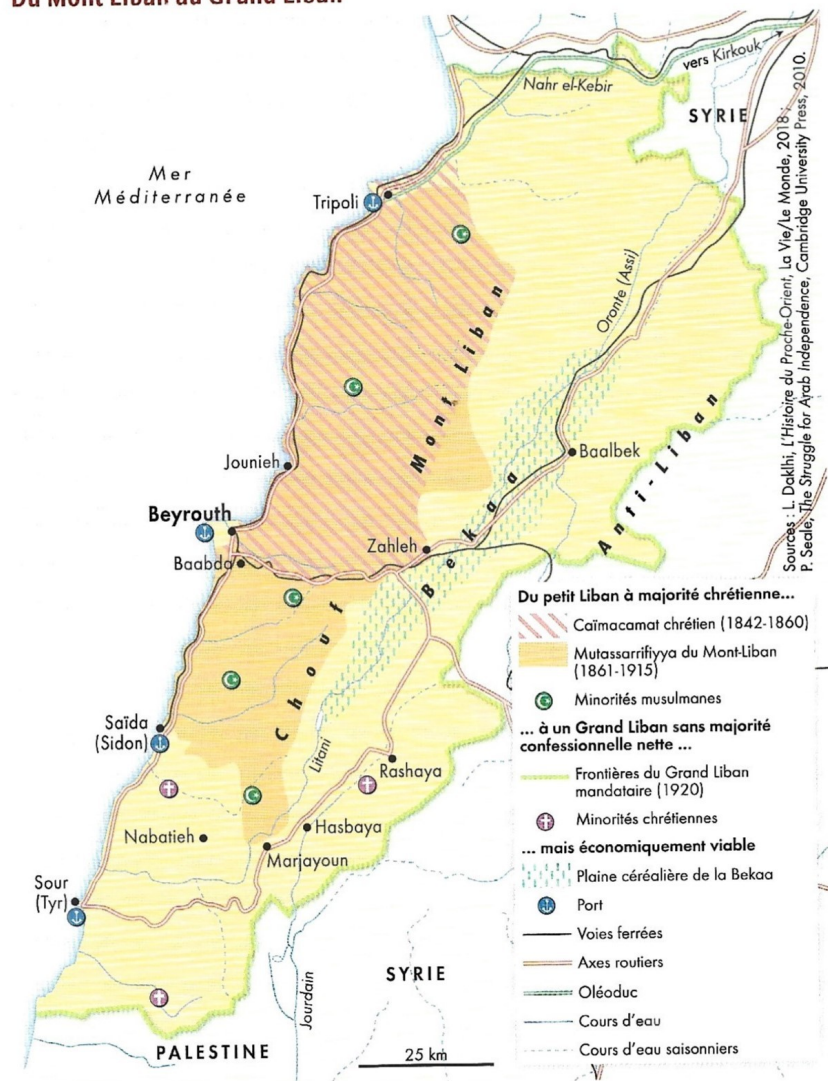 Du Mont Liban au Grand Liban
vers Kirkouk
Nahr el-Kebir
SYRIE
Mer
Méditerranée
Tripoli
Oronte (Assi)
Mont Liban
Jounieh
Baalbek
Anti-Liban
Beyrouth
Zahleh
Bekaa
Baabda
Chouf
Saïda
(Sidon)
Litani
Rashaya
Hasbaya
Nabatieh
Marjayoun
Sour
(Tyr)
Jourdain
SYRIE
PALESTINE
25 km
Sources : L. Daklhi, L'Histoire du Proche-Orient, La Vie/Le Monde, 2018 ;
P. Seale, The Struggle for Arab Independence, Cambridge University Press, 2010.
Du petit Liban à majorité chrétienne...
Caïmacamat chrétien (1842-1860)
Mutassarrifiyya du Mont-Liban
(1861-1915)
Minorités musulmanes
... à un Grand Liban sans majorité
confessionnelle nette ...
Frontières du Grand Liban
mandataire (1920)
Minorités chrétiennes
... mais économiquement viable
Plaine céréalière de la Bekaa
Port
Voies ferrées
Axes routiers
Oléoduc
Cours d'eau
Cours d'eau saisonniers